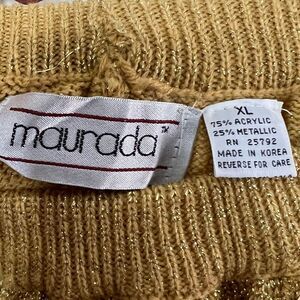 maurada™
XL
75% ACRYLIC
25% METALLIC
RN 25792
MADE IN KOREA
REVERSE FOR CARE